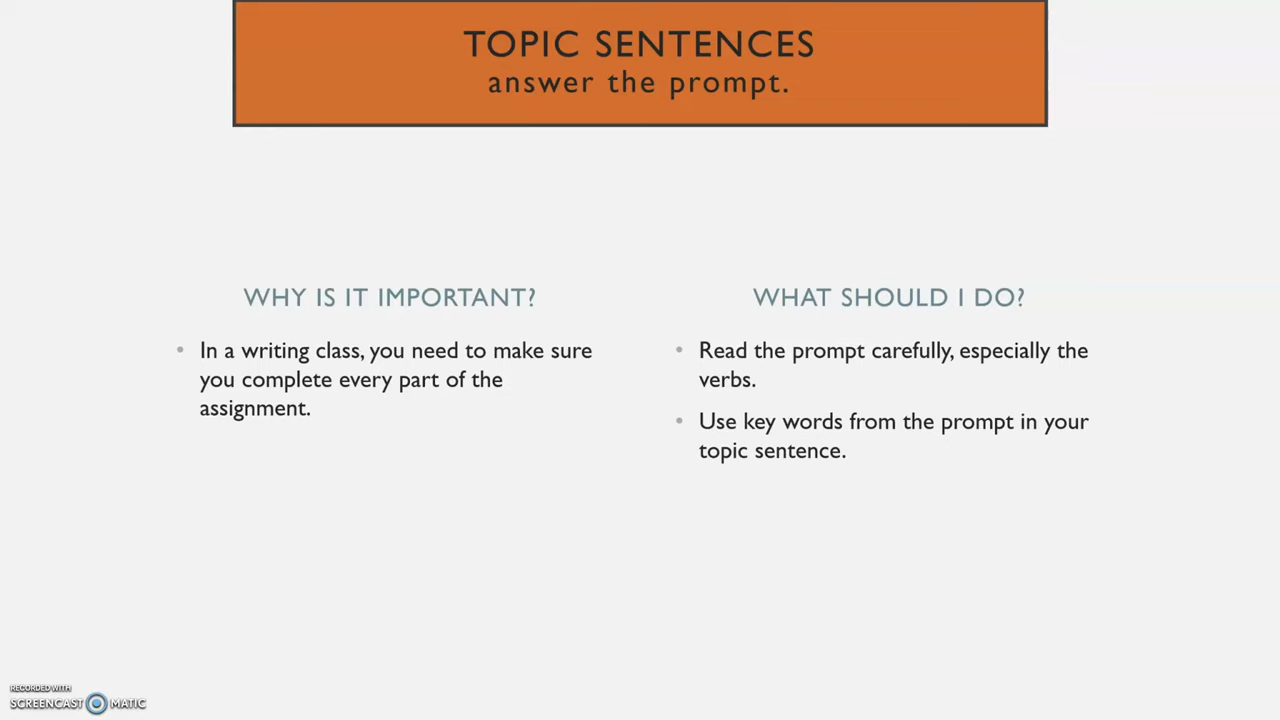 TOPIC SENTENCES
answer the prompt.
WHY IS IT IMPORTANT?
• In a writing class, you need to make sure
you complete every part of the
assignment.
WHAT SHOULD I DO?
• Read the prompt carefully, especially the
verbs.
• Use key words from the prompt in your
topic sentence.
RECORDED WITH
SCREENCAST MATIC